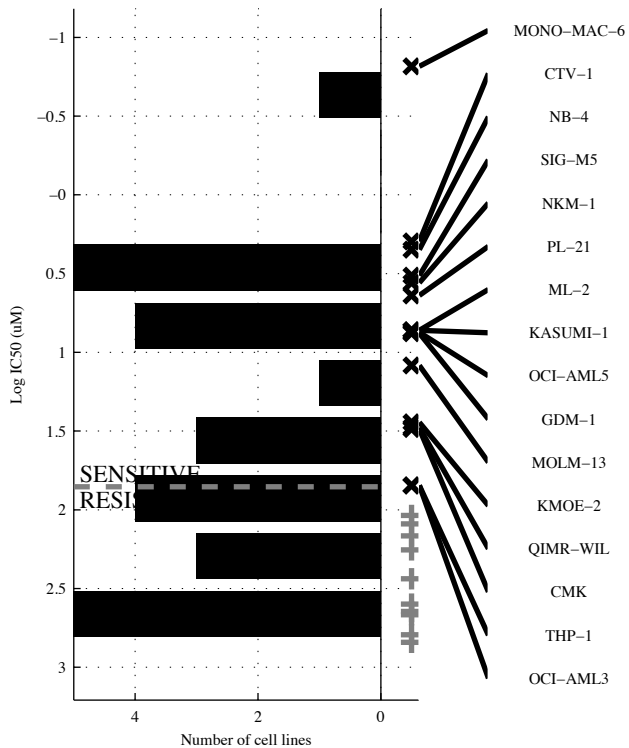 MONO−MAC−6
−1
CTV−1
−0.5
NB−4
SIG−M5
−0
NKM−1
PL−21
0.5
ML−2
Log IC50 (uM)
KASUMI−1
1
OCI−AML5
GDM−1
1.5
MOLM−13
SENSITIVE
RESIS
KMOE−2
2
QIMR−WIL
2.5
CMK
THP−1
3
OCI−AML3
4
2
0
Number of cell lines